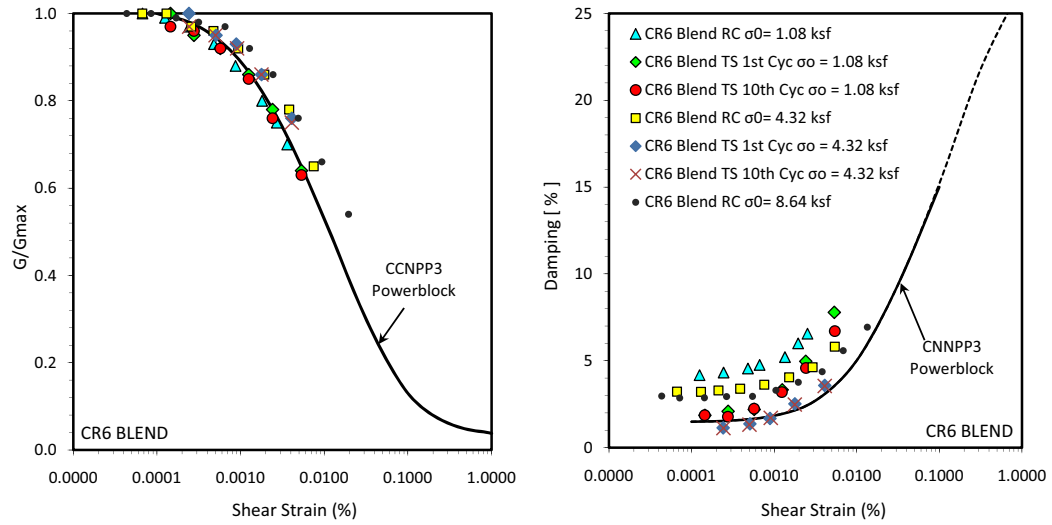 G/Gmax
1.0
0.8
0.6
0.4
0.2
0.0
CCNPP3
Powerblock
CR6 BLEND
0.0000 0.0001 0.0010 0.0100 0.1000 1.0000
Shear Strain (%)
Damping [ % ]
25
20
15
10
5
0
CR6 Blend RC σ0= 1.08 ksf
CR6 Blend TS 1st Cyc σo = 1.08 ksf
CR6 Blend TS 10th Cyc σo = 1.08 ksf
CR6 Blend RC σ0= 4.32 ksf
CR6 Blend TS 1st Cyc σo = 4.32 ksf
CR6 Blend TS 10th Cyc σo = 4.32 ksf
CR6 Blend RC σ0= 8.64 ksf
CNNPP3
Powerblock
CR6 BLEND
0.0000 0.0001 0.0010 0.0100 0.1000 1.0000
Shear Strain (%)